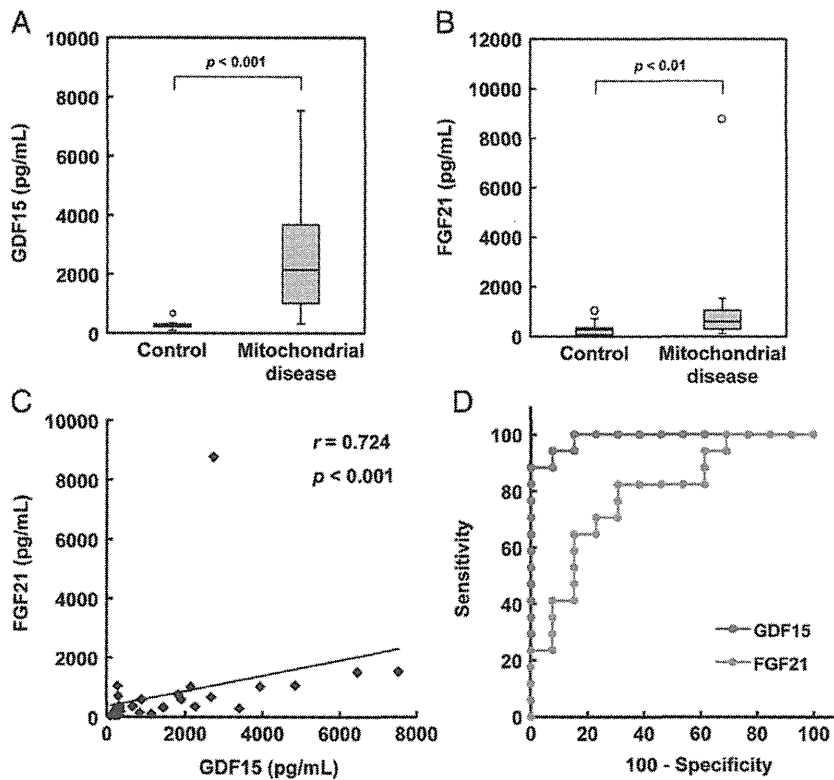 A
10000
8000
6000
4000
2000
0
GDF15 (pg/mL)
p < 0.001
Control
Mitochondrial
disease
B
12000
10000
8000
6000
4000
2000
0
FGF21 (pg/mL)
p < 0.01
Control
Mitochondrial
disease
C
10000
8000
6000
4000
2000
0
FGF21 (pg/mL)
r = 0.724
p < 0.001
0
2000
4000
6000
8000
GDF15 (pg/mL)
D
100
80
60
40
20
0
Sensitivity
GDF15
FGF21
0
20
40
60
80
100
100 - Specificity